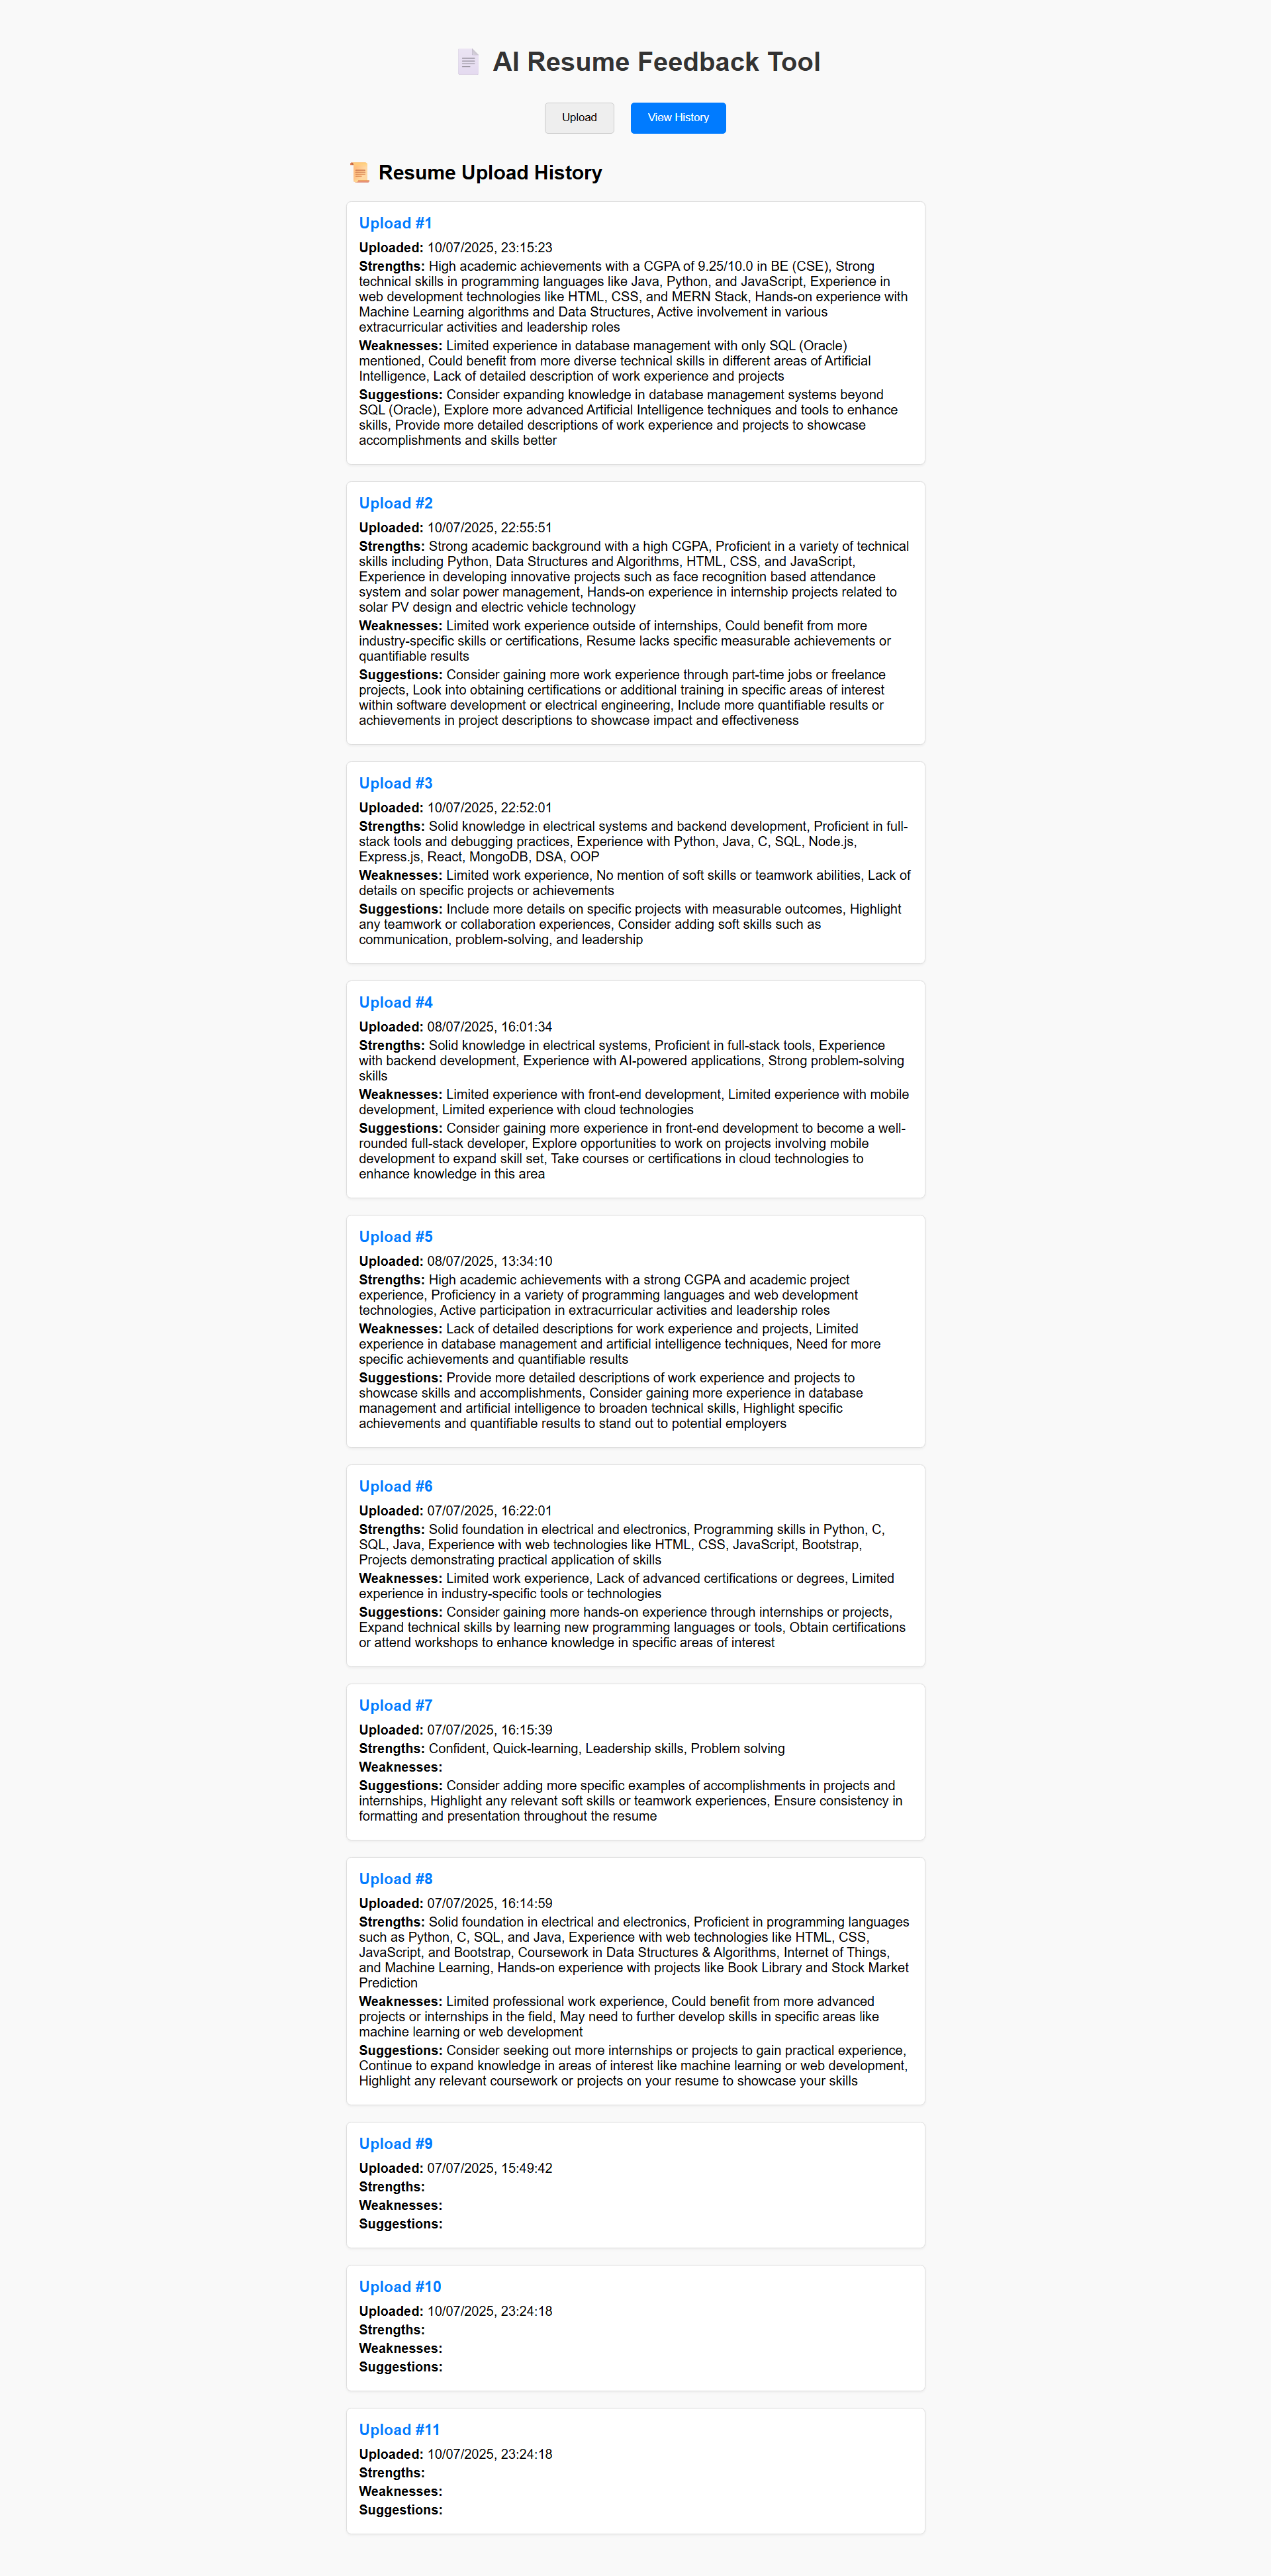 AI Resume Feedback Tool
Upload
View History
Resume Upload History
Upload #1
Uploaded: 10/07/2025, 23:15:23
Strengths: High academic achievements with a CGPA of 9.25/10.0 in BE (CSE), Strong
technical skills in programming languages like Java, Python, and JavaScript, Experience in
web development technologies like HTML, CSS, and MERN Stack, Hands-on experience with
Machine Learning algorithms and Data Structures, Active involvement in various
extracurricular activities and leadership roles
Weaknesses: Limited experience in database management with only SQL (Oracle)
mentioned, Could benefit from more diverse technical skills in different areas of Artificial
Intelligence, Lack of detailed description of work experience and projects
Suggestions: Consider expanding knowledge in database management systems beyond
SQL (Oracle), Explore more advanced Artificial Intelligence techniques and tools to enhance
skills, Provide more detailed descriptions of work experience and projects to showcase
accomplishments and skills better
Upload #2
Uploaded: 10/07/2025, 22:55:51
Strengths: Strong academic background with a high CGPA, Proficient in a variety of technical
skills including Python, Data Structures and Algorithms, HTML, CSS, and JavaScript,
Experience in developing innovative projects such as face recognition based attendance
system and solar power management, Hands-on experience in internship projects related to
solar PV design and electric vehicle technology
Weaknesses: Limited work experience outside of internships, Could benefit from more
industry-specific skills or certifications, Resume lacks specific measurable achievements or
quantifiable results
Suggestions: Consider gaining more work experience through part-time jobs or freelance
projects, Look into obtaining certifications or additional training in specific areas of interest
within software development or electrical engineering, Include more quantifiable results or
achievements in project descriptions to showcase impact and effectiveness
Upload #3
Uploaded: 10/07/2025, 22:52:01
Strengths: Solid knowledge in electrical systems and backend development, Proficient in full-
stack tools and debugging practices, Experience with Python, Java, C, SQL, Node.js,
Express.js, React, MongoDB, DSA, OOP
Weaknesses: Limited work experience, No mention of soft skills or teamwork abilities, Lack of
details on specific projects or achievements
Suggestions: Include more details on specific projects with measurable outcomes, Highlight
any teamwork or collaboration experiences, Consider adding soft skills such as
communication, problem-solving, and leadership
Upload #4
Uploaded: 08/07/2025, 16:01:34
Strengths: Solid knowledge in electrical systems, Proficient in full-stack tools, Experience
with backend development, Experience with AI-powered applications, Strong problem-solving
skills
Weaknesses: Limited experience with front-end development, Limited experience with mobile
development, Limited experience with cloud technologies
Suggestions: Consider gaining more experience in front-end development to become a well-
rounded full-stack developer, Explore opportunities to work on projects involving mobile
development to expand skill set, Take courses or certifications in cloud technologies to
enhance knowledge in this area
Upload #5
Uploaded: 08/07/2025, 13:34:10
Strengths: High academic achievements with a strong CGPA and academic project
experience, Proficiency in a variety of programming languages and web development
technologies, Active participation in extracurricular activities and leadership roles
Weaknesses: Lack of detailed descriptions for work experience and projects, Limited
experience in database management and artificial intelligence techniques, Need for more
specific achievements and quantifiable results
Suggestions: Provide more detailed descriptions of work experience and projects to
showcase skills and accomplishments, Consider gaining more experience in database
management and artificial intelligence to broaden technical skills, Highlight specific
achievements and quantifiable results to stand out to potential employers
Upload #6
Uploaded: 07/07/2025, 16:22:01
Strengths: Solid foundation in electrical and electronics, Programming skills in Python, C,
SQL, Java, Experience with web technologies like HTML, CSS, JavaScript, Bootstrap,
Projects demonstrating practical application of skills
Weaknesses: Limited work experience, Lack of advanced certifications or degrees, Limited
experience in industry-specific tools or technologies
Suggestions: Consider gaining more hands-on experience through internships or projects,
Expand technical skills by learning new programming languages or tools, Obtain certifications
or attend workshops to enhance knowledge in specific areas of interest
Upload #7
Uploaded: 07/07/2025, 16:15:39
Strengths: Confident, Quick-learning, Leadership skills, Problem solving
Weaknesses:
Suggestions: Consider adding more specific examples of accomplishments in projects and
internships, Highlight any relevant soft skills or teamwork experiences, Ensure consistency in
formatting and presentation throughout the resume
Upload #8
Uploaded: 07/07/2025, 16:14:59
Strengths: Solid foundation in electrical and electronics, Proficient in programming languages
such as Python, C, SQL, and Java, Experience with web technologies like HTML, CSS,
JavaScript, and Bootstrap, Coursework in Data Structures & Algorithms, Internet of Things,
and Machine Learning, Hands-on experience with projects like Book Library and Stock Market
Prediction
Weaknesses: Limited professional work experience, Could benefit from more advanced
projects or internships in the field, May need to further develop skills in specific areas like
machine learning or web development
Suggestions: Consider seeking out more internships or projects to gain practical experience,
Continue to expand knowledge in areas of interest like machine learning or web development,
Highlight any relevant coursework or projects on your resume to showcase your skills
Upload #9
Uploaded: 07/07/2025, 15:49:42
Strengths:
Weaknesses:
Suggestions:
Upload #10
Uploaded: 10/07/2025, 23:24:18
Strengths:
Weaknesses:
Suggestions:
Upload #11
Uploaded: 10/07/2025, 23:24:18
Strengths:
Weaknesses:
Suggestions: